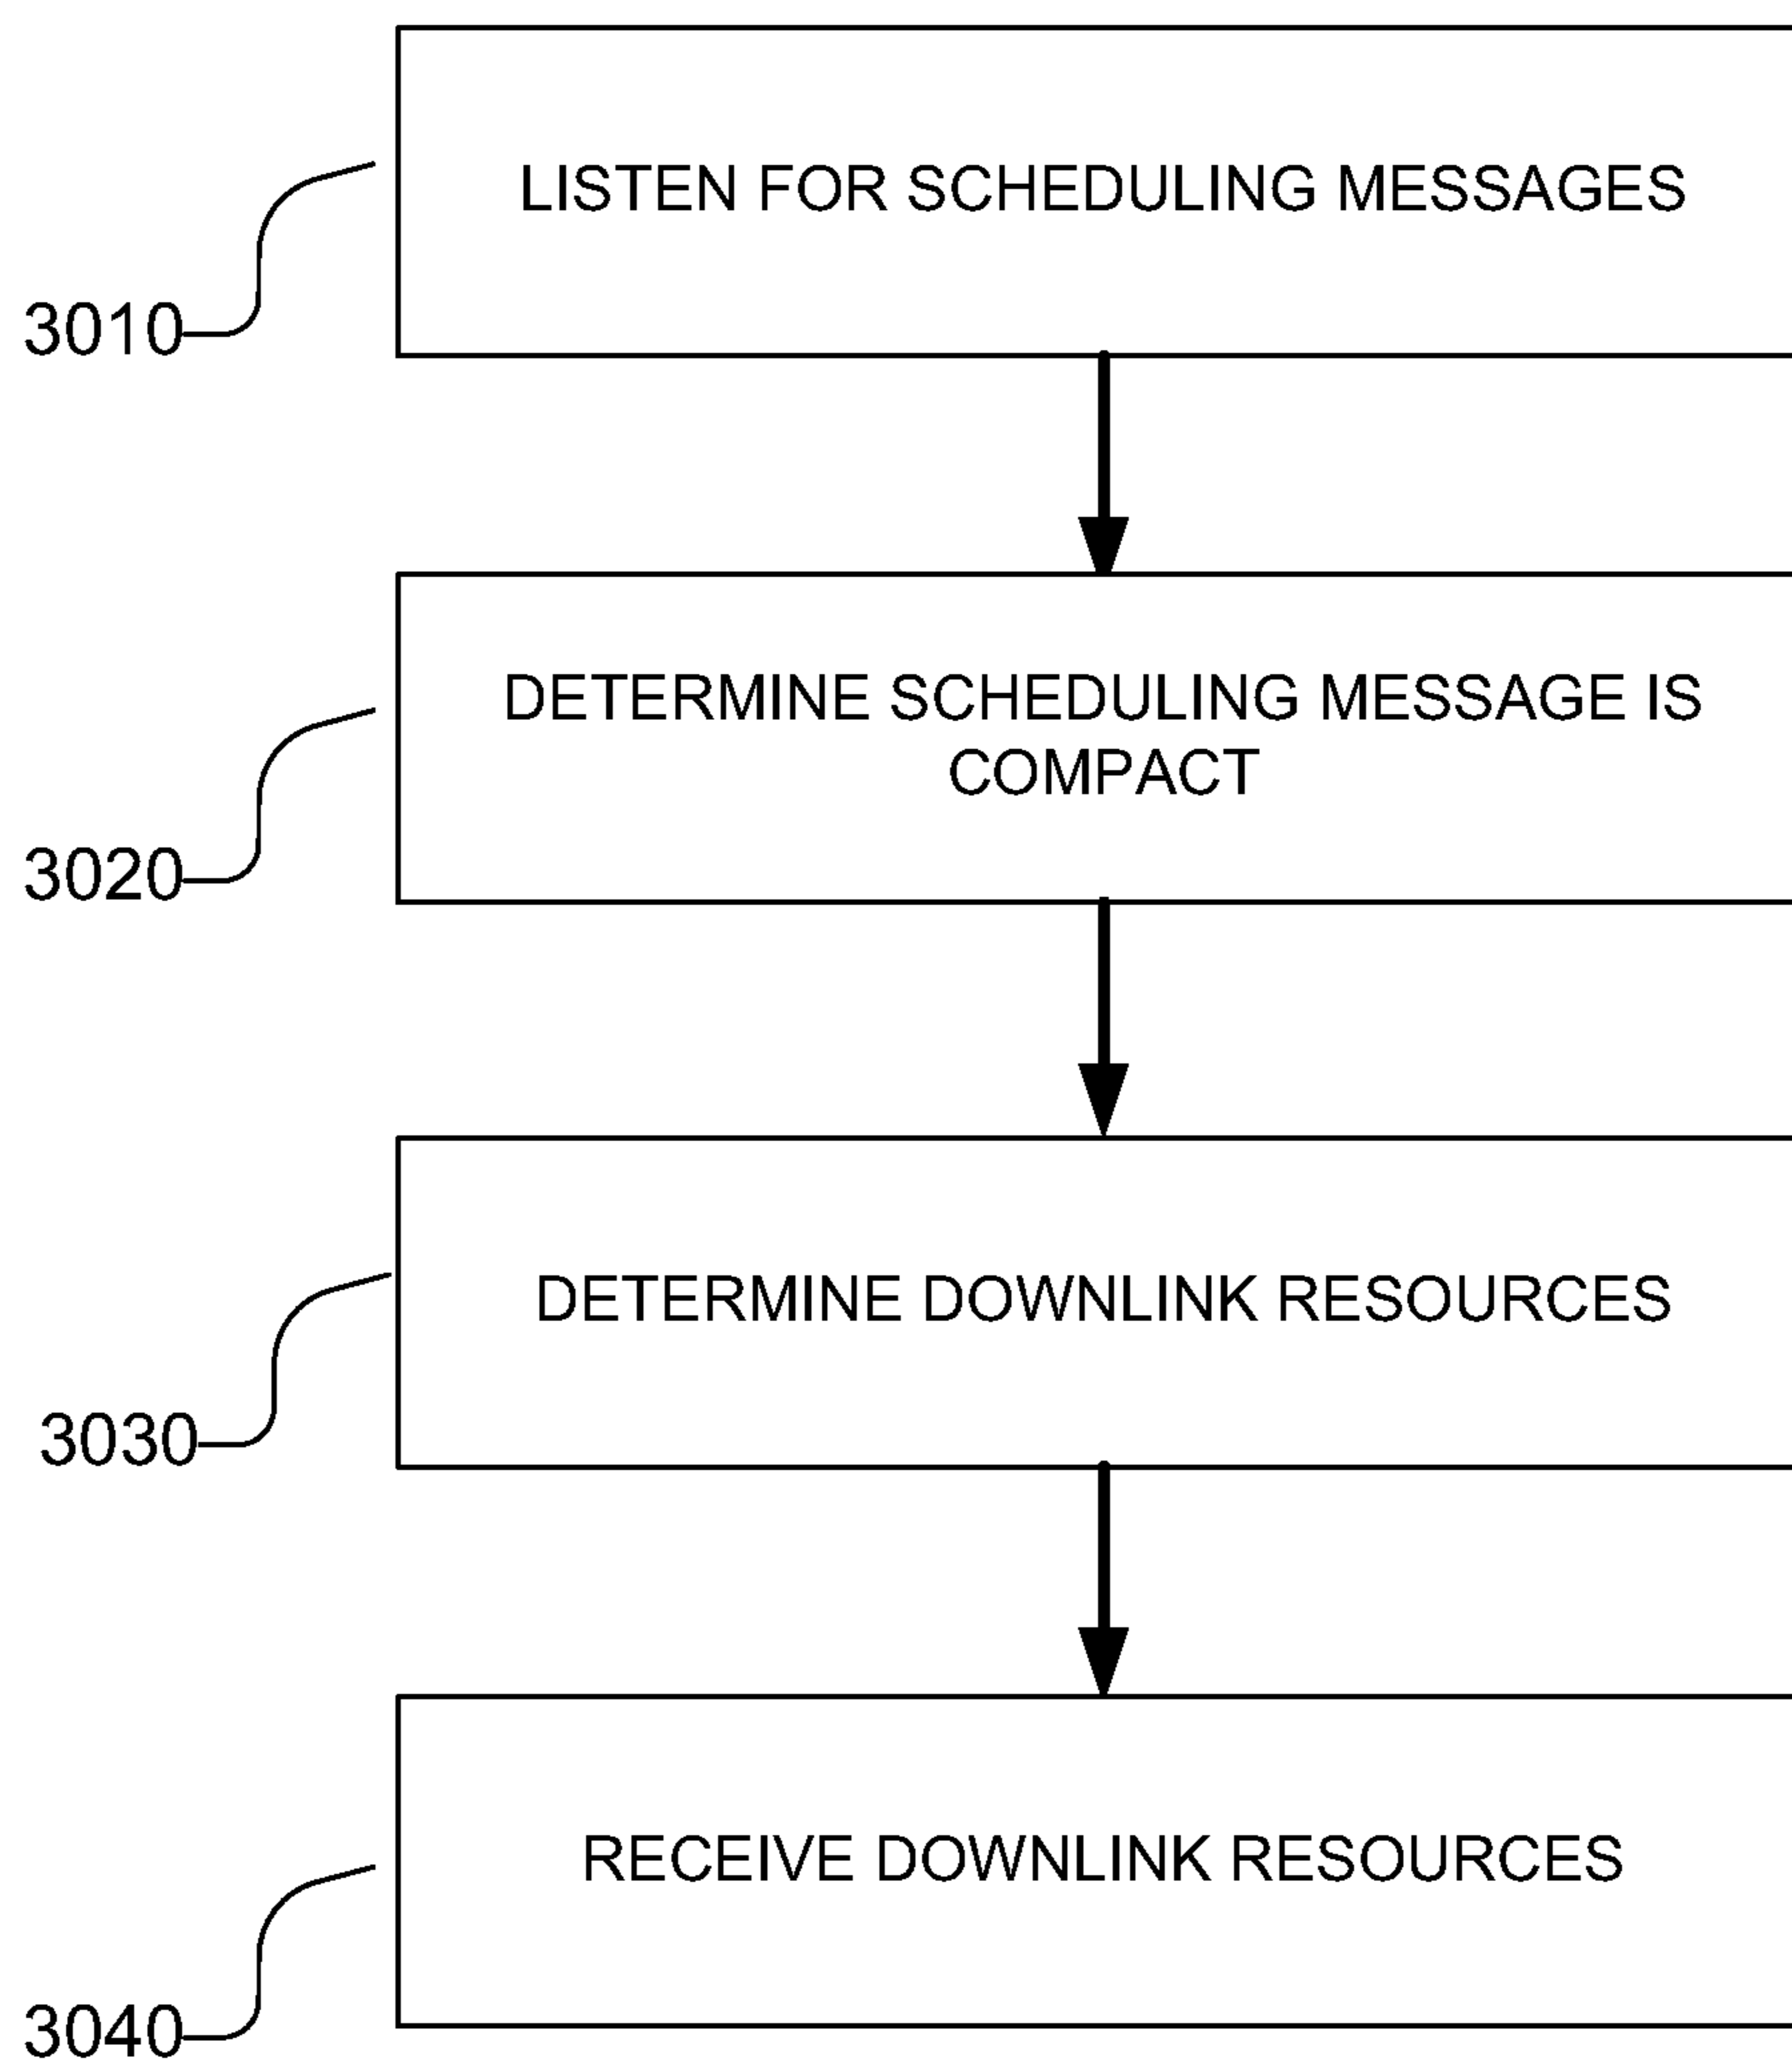 LISTEN FOR SCHEDULING MESSAGES
3010
DETERMINE SCHEDULING MESSAGE IS
COMPACT
3020
DETERMINE DOWNLINK RESOURCES
3030
RECEIVE DOWNLINK RESOURCES
3040